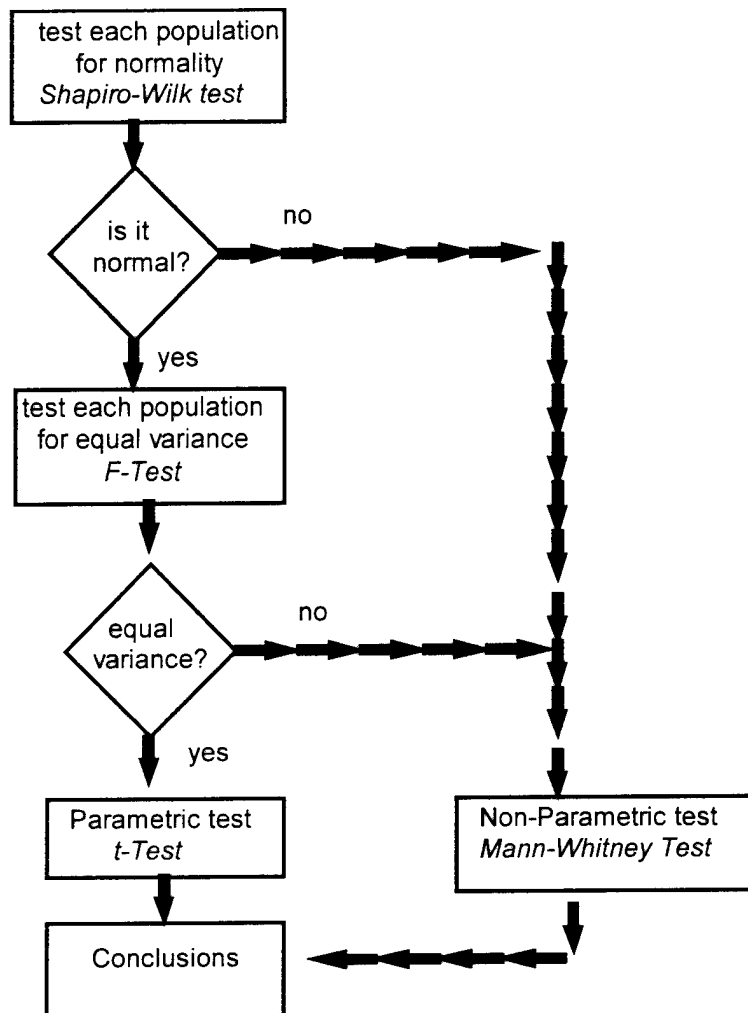 test each population
for normality
Shapiro-Wilk test
is it
normal?
no
yes
test each population
for equal variance
F-Test
equal
variance?
no
yes
Parametric test
t-Test
Non-Parametric test
Mann-Whitney Test
Conclusions